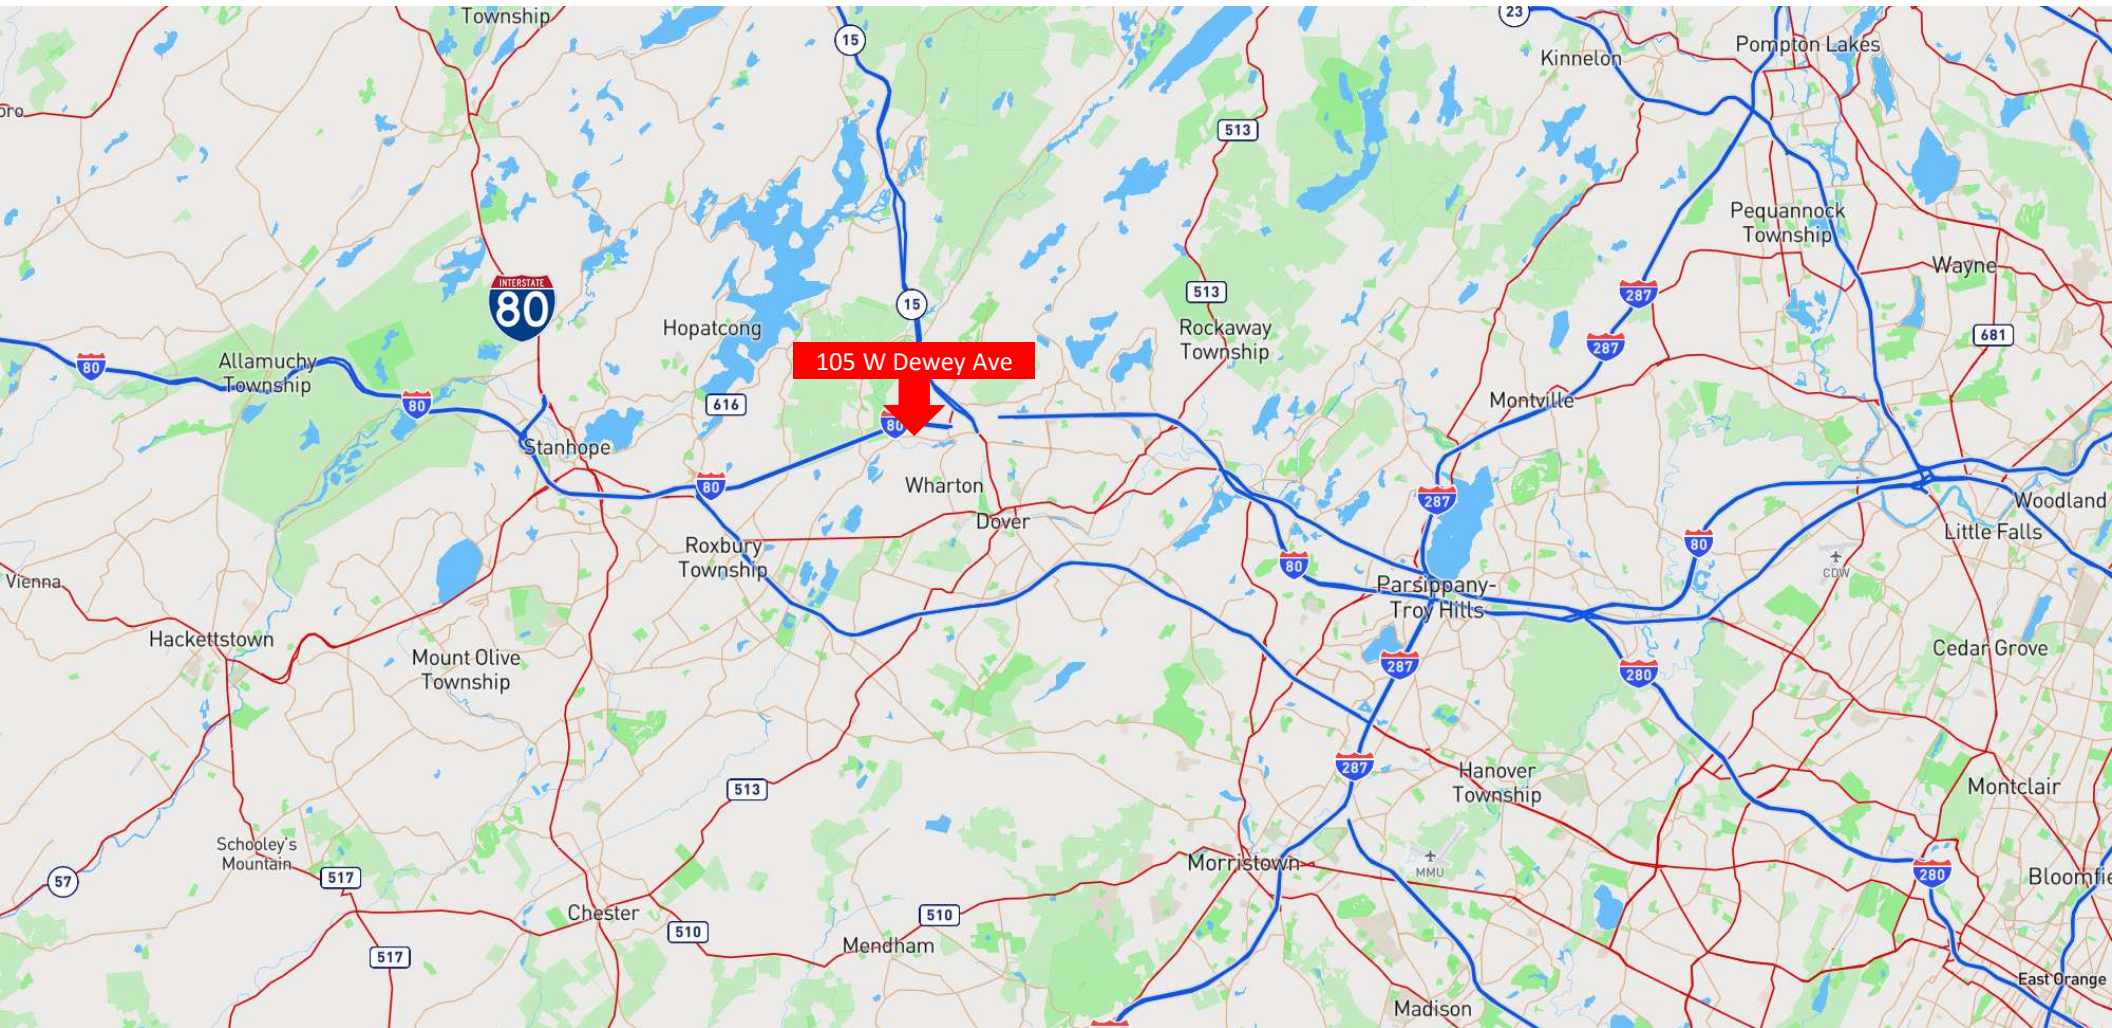 Township
15
23
Kinnelon
Pompton Lakes
oro
513
Pequannock
Township
Wayne
INTERSTATE
80
15
513
287
287
681
Hopatcong
Rockaway
Township
105 W Dewey Ave
80
Allamuchy
Township
80
616
80
Montville
Stanhope
80
Wharton
287
Woodland
Little Falls
Dover
80
Roxbury
Township
80
CDW
Vienna
Parsippany-
Troy Hills
Hackettstown
Mount Olive
Township
287
280
Cedar Grove
287
Hanover
Township
Montclair
513
Schooley's
Mountain
517
57
Morristown
MMU
280
Bloomfie
Chester
510
510
Mendham
517
East Orange
Madison